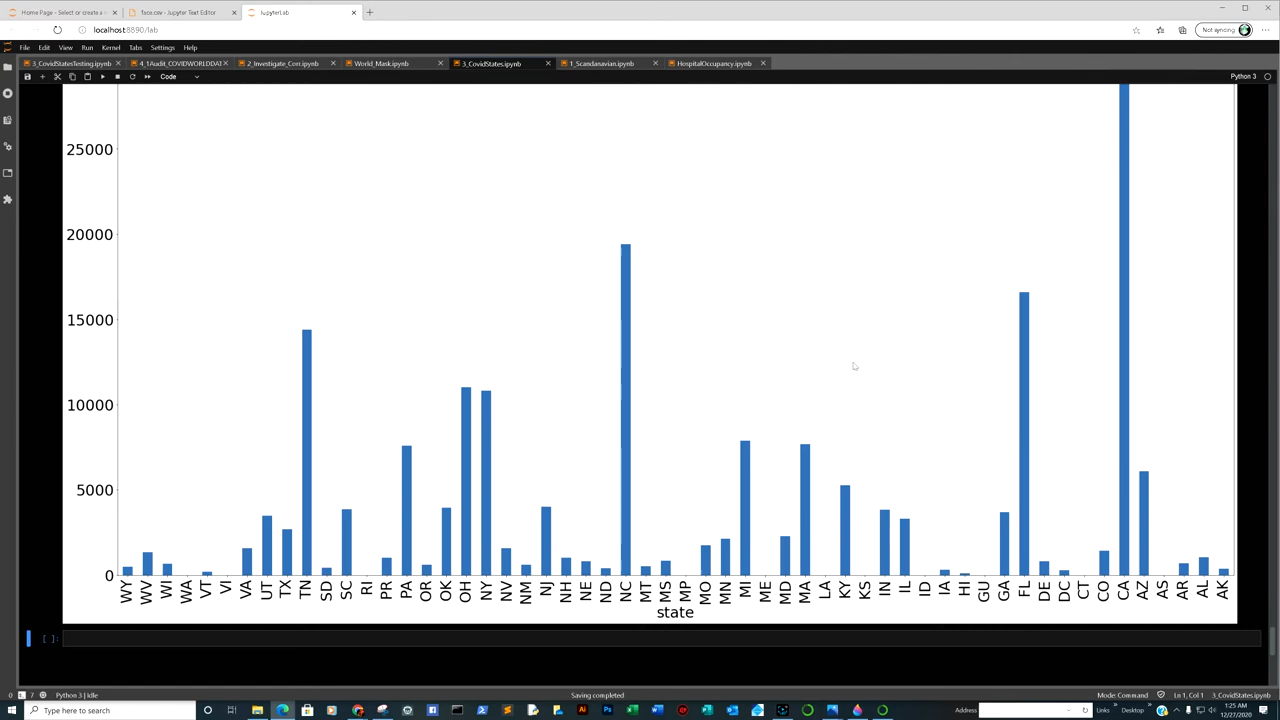 Home Page - Select or create a n
face.csv - Jupyter Text Editor
JupyterLab
localhost:8890/lab
Not syncing
File Edit View Run Kernel Tabs Settings Help
3_CovidStatesTesting.ipynb
4_1Audit_COVIDWORLDDAT
2_Investigate_Corr.ipynb
World_Mask.ipynb
3_CovidStates.ipynb
1_Scandanavian.ipynb
HospitalOccupancy.ipynb
Code
Python 3
25000
20000
15000
10000
5000
0
WY WV WI WA VT VI VA UT TX TN SD SC RI PR PA OR OK OH NY NV NM NJ NH NE ND NC MT MS MP MO MN MI ME MD MA LA KY KS IN IL ID IA HI GU GA FL DE DC CT CO CA AZ AS AR AL AK
state
[ ]:
0 7 Python 3 | Idle
Saving completed
Mode: Command
Ln 1, Col 1
3_CovidStates.ipynb
Type here to search
Address
Links
Desktop
1:25 AM
12/27/2020